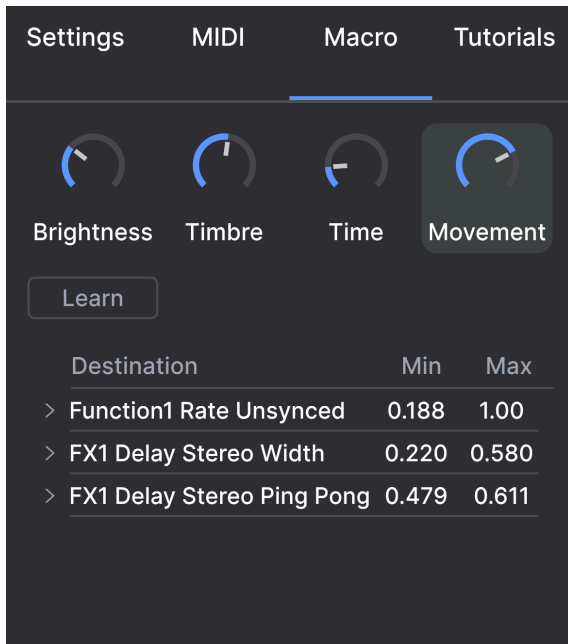 Settings MIDI Macro Tutorials
Brightness Timbre Time Movement
Learn
Destination Min Max
Function1 Rate Unsynced 0.188 1.00
FX1 Delay Stereo Width 0.220 0.580
FX1 Delay Stereo Ping Pong 0.479 0.611